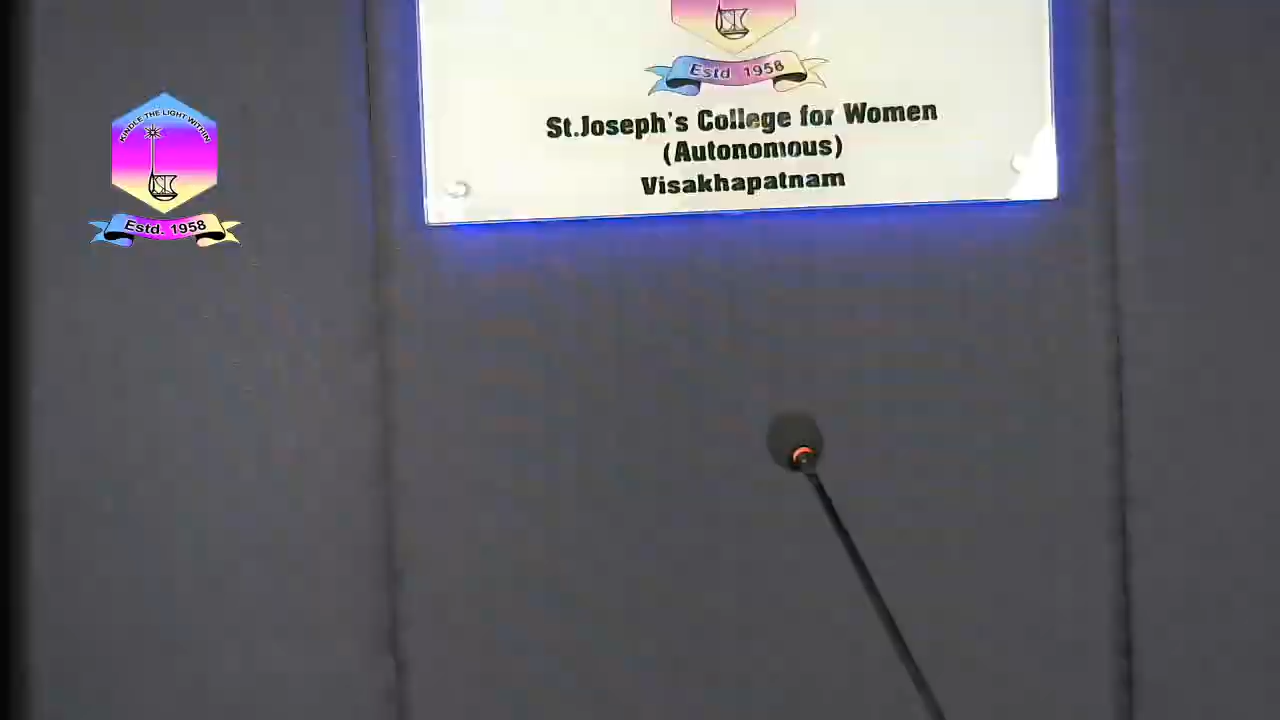 KINDLE THE LIGHT WITHIN
Estd. 1958
Estd 1958
St.Joseph's College for Women
(Autonomous)
Visakhapatnam